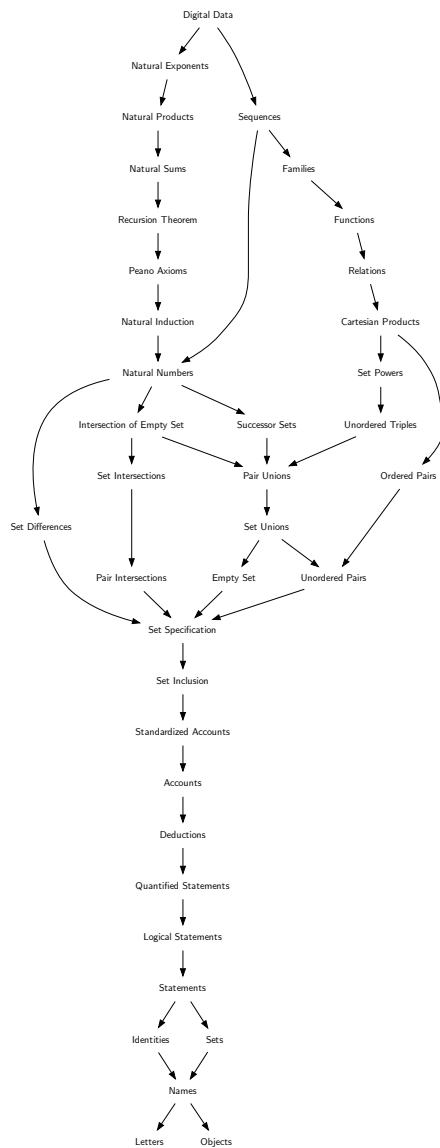 Digital Data
Natural Exponents
Natural Products
Sequences
Natural Sums
Families
Recursion Theorem
Functions
Peano Axioms
Relations
Natural Induction
Cartesian Products
Natural Numbers
Set Powers
Intersection of Empty Set
Successor Sets
Unordered Triples
Set Intersections
Pair Unions
Ordered Pairs
Set Differences
Set Unions
Pair Intersections
Empty Set
Unordered Pairs
Set Specification
Set Inclusion
Standardized Accounts
Accounts
Deductions
Quantified Statements
Logical Statements
Statements
Identities
Sets
Names
Letters
Objects